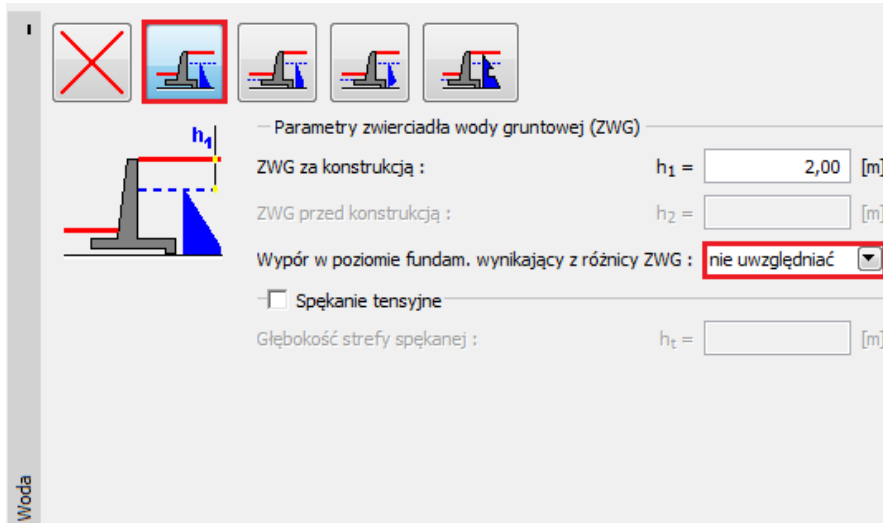 h1
Parametry zwierciadła wody gruntowej (ZWG)
ZWG za konstrukcją : h1 = 2,00 [m]
ZWG przed konstrukcją : h2 = [m]
Wypór w poziomie fundam. wynikający z różnicy ZWG : nie uwzględniać
Spękanie tensyjne
Głębokość strefy spękanej : ht = [m]
Woda